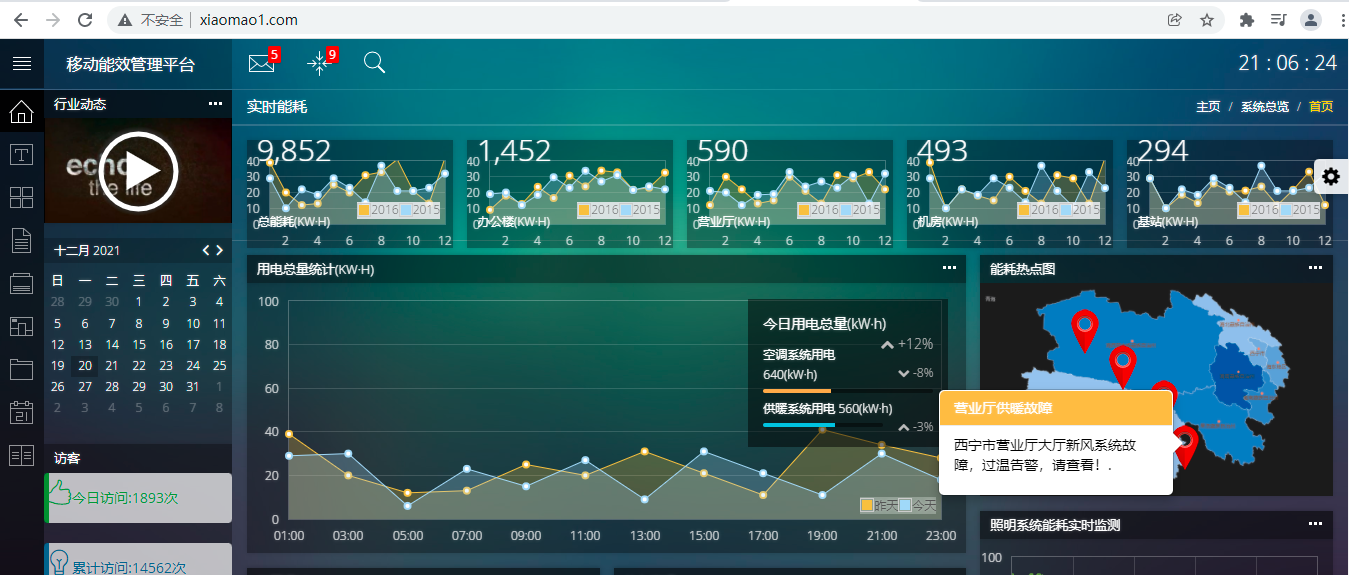 不安全 xiaomao1.com
移动能效管理平台 5 9 21 : 06 : 24
行业动态
实时能耗 主页 / 系统总览 / 首页
echo
the life
9,852
40
30
20
10
0
总能耗(KW·H)
2016 2015
2 4 6 8 10 12
1,452
40
30
20
10
0
办公楼(KW·H)
2016 2015
2 4 6 8 10 12
590
40
30
20
10
0
营业厅(KW·H)
2016 2015
2 4 6 8 10 12
493
40
30
20
10
0
机房(KW·H)
2016 2015
2 4 6 8 10 12
294
40
30
20
10
0
基站(KW·H)
2016 2015
2 4 6 8 10 12
十二月 2021
日 一 二 三 四 五 六
28 29 30 1 2 3 4
5 6 7 8 9 10 11
12 13 14 15 16 17 18
19 20 21 22 23 24 25
26 27 28 29 30 31 1
2 3 4 5 6 7 8
访客
今日访问:1893次
累计访问:14562次
用电总量统计(KW·H)
100
80
60
40
20
0
01:00 03:00 05:00 07:00 09:00 11:00 13:00 15:00 17:00 19:00 21:00 23:00
昨天 今天
今日用电总量(kW·h)
+12%
空调系统用电
640(kW·h) -8%
供暖系统用电 560(kW·h)
-3%
能耗热点图
营业厅供暖故障
西宁市营业厅大厅新风系统故
障，过温告警，请查看！.
照明系统能耗实时监测
100